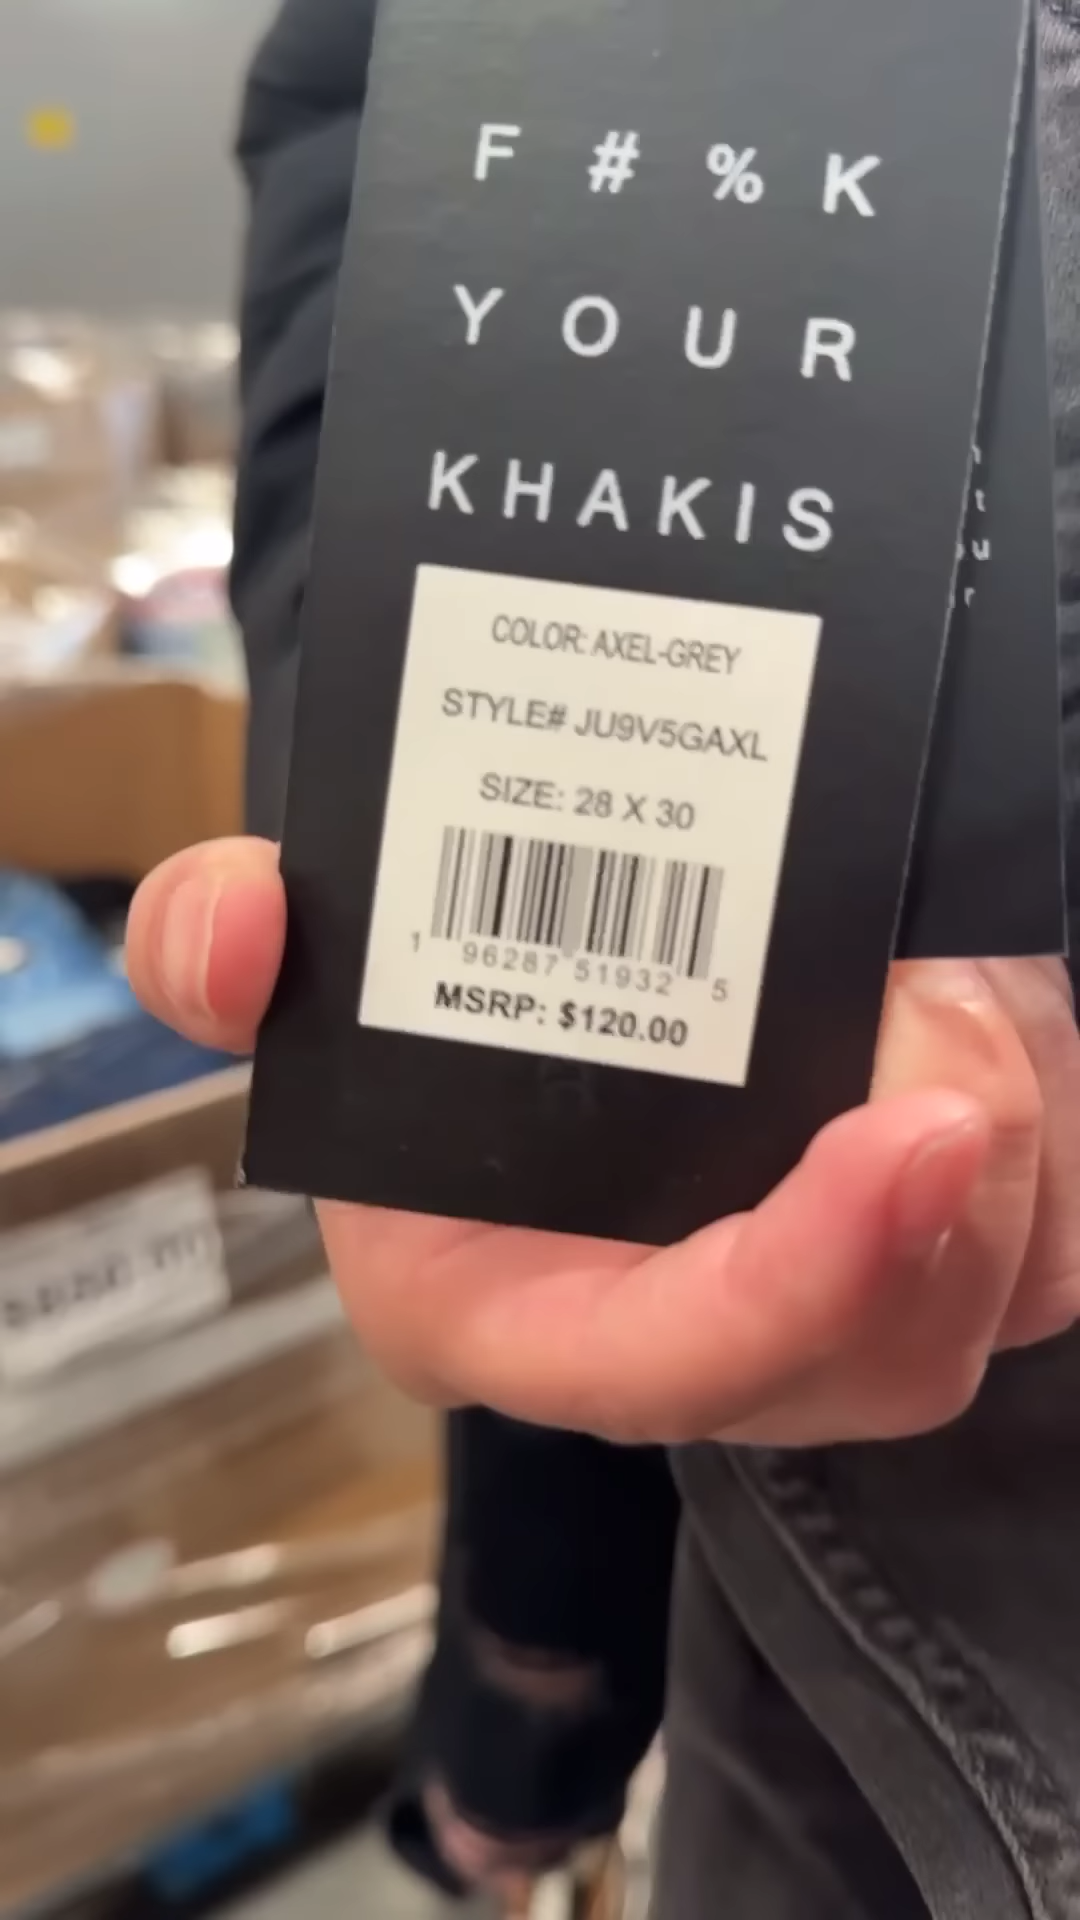 F#%K
YOUR
KHAKIS
COLOR: AXEL-GREY
STYLE# JU9V5GAXL
SIZE: 28 X 30
1 96287 51932 5
MSRP: $120.00